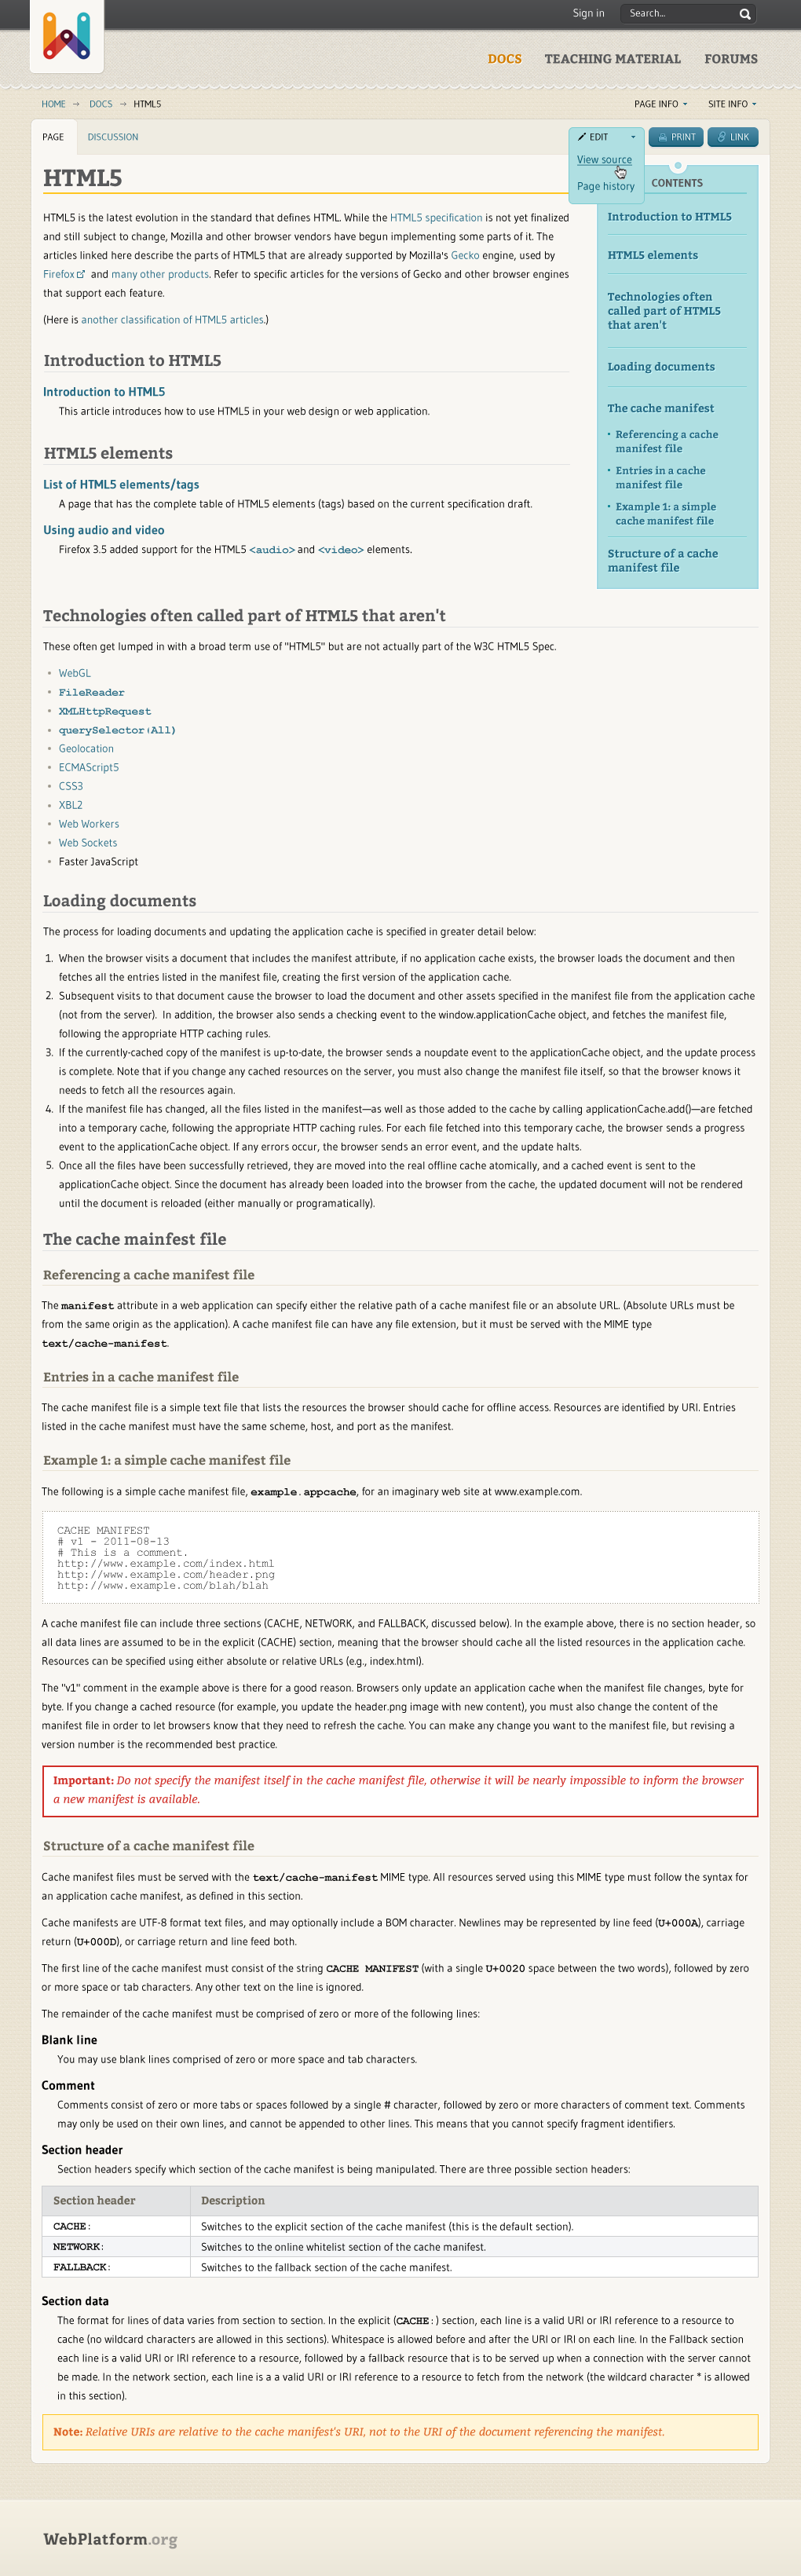 Sign in
Search...
DOCS TEACHING MATERIAL FORUMS
HOME → DOCS → HTML5
PAGE INFO SITE INFO
PAGE DISCUSSION
EDIT PRINT LINK
View source
Page history
HTML5
HTML5 is the latest evolution in the standard that defines HTML. While the HTML5 specification is not yet finalized
and still subject to change, Mozilla and other browser vendors have begun implementing some parts of it. The
articles linked here describe the parts of HTML5 that are already supported by Mozilla's Gecko engine, used by
Firefox and many other products. Refer to specific articles for the versions of Gecko and other browser engines
that support each feature.
(Here is another classification of HTML5 articles.)
Introduction to HTML5
Introduction to HTML5
This article introduces how to use HTML5 in your web design or web application.
HTML5 elements
List of HTML5 elements/tags
A page that has the complete table of HTML5 elements (tags) based on the current specification draft.
Using audio and video
Firefox 3.5 added support for the HTML5 <audio> and <video> elements.
CONTENTS
Introduction to HTML5
HTML5 elements
Technologies often
called part of HTML5
that aren't
Loading documents
The cache manifest
• Referencing a cache
manifest file
• Entries in a cache
manifest file
• Example 1: a simple
cache manifest file
Structure of a cache
manifest file
Technologies often called part of HTML5 that aren't
These often get lumped in with a broad term use of "HTML5" but are not actually part of the W3C HTML5 Spec.
• WebGL
• FileReader
• XMLHttpRequest
• querySelector(All)
• Geolocation
• ECMAScript5
• CSS3
• XBL2
• Web Workers
• Web Sockets
• Faster JavaScript
Loading documents
The process for loading documents and updating the application cache is specified in greater detail below:
1. When the browser visits a document that includes the manifest attribute, if no application cache exists, the browser loads the document and then
fetches all the entries listed in the manifest file, creating the first version of the application cache.
2. Subsequent visits to that document cause the browser to load the document and other assets specified in the manifest file from the application cache
(not from the server). In addition, the browser also sends a checking event to the window.applicationCache object, and fetches the manifest file,
following the appropriate HTTP caching rules.
3. If the currently-cached copy of the manifest is up-to-date, the browser sends a noupdate event to the applicationCache object, and the update process
is complete. Note that if you change any cached resources on the server, you must also change the manifest file itself, so that the browser knows it
needs to fetch all the resources again.
4. If the manifest file has changed, all the files listed in the manifest—as well as those added to the cache by calling applicationCache.add()—are fetched
into a temporary cache, following the appropriate HTTP caching rules. For each file fetched into this temporary cache, the browser sends a progress
event to the applicationCache object. If any errors occur, the browser sends an error event, and the update halts.
5. Once all the files have been successfully retrieved, they are moved into the real offline cache atomically, and a cached event is sent to the
applicationCache object. Since the document has already been loaded into the browser from the cache, the updated document will not be rendered
until the document is reloaded (either manually or programatically).
The cache mainfest file
Referencing a cache manifest file
The manifest attribute in a web application can specify either the relative path of a cache manifest file or an absolute URL. (Absolute URLs must be
from the same origin as the application). A cache manifest file can have any file extension, but it must be served with the MIME type
text/cache-manifest.
Entries in a cache manifest file
The cache manifest file is a simple text file that lists the resources the browser should cache for offline access. Resources are identified by URI. Entries
listed in the cache manifest must have the same scheme, host, and port as the manifest.
Example 1: a simple cache manifest file
The following is a simple cache manifest file, example.appcache, for an imaginary web site at www.example.com.
CACHE MANIFEST
# v1 - 2011-08-13
# This is a comment.
http://www.example.com/index.html
http://www.example.com/header.png
http://www.example.com/blah/blah
A cache manifest file can include three sections (CACHE, NETWORK, and FALLBACK, discussed below). In the example above, there is no section header, so
all data lines are assumed to be in the explicit (CACHE) section, meaning that the browser should cache all the listed resources in the application cache.
Resources can be specified using either absolute or relative URLs (e.g., index.html).
The "v1" comment in the example above is there for a good reason. Browsers only update an application cache when the manifest file changes, byte for
byte. If you change a cached resource (for example, you update the header.png image with new content), you must also change the content of the
manifest file in order to let browsers know that they need to refresh the cache. You can make any change you want to the manifest file, but revising a
version number is the recommended best practice.
Important: Do not specify the manifest itself in the cache manifest file, otherwise it will be nearly impossible to inform the browser
a new manifest is available.
Structure of a cache manifest file
Cache manifest files must be served with the text/cache-manifest MIME type. All resources served using this MIME type must follow the syntax for
an application cache manifest, as defined in this section.
Cache manifests are UTF-8 format text files, and may optionally include a BOM character. Newlines may be represented by line feed (U+000A), carriage
return (U+000D), or carriage return and line feed both.
The first line of the cache manifest must consist of the string CACHE MANIFEST (with a single U+0020 space between the two words), followed by zero
or more space or tab characters. Any other text on the line is ignored.
The remainder of the cache manifest must be comprised of zero or more of the following lines:
Blank line
You may use blank lines comprised of zero or more space and tab characters.
Comment
Comments consist of zero or more tabs or spaces followed by a single # character, followed by zero or more characters of comment text. Comments
may only be used on their own lines, and cannot be appended to other lines. This means that you cannot specify fragment identifiers.
Section header
Section headers specify which section of the cache manifest is being manipulated. There are three possible section headers:
Section header Description
CACHE: Switches to the explicit section of the cache manifest (this is the default section).
NETWORK: Switches to the online whitelist section of the cache manifest.
FALLBACK: Switches to the fallback section of the cache manifest.
Section data
The format for lines of data varies from section to section. In the explicit (CACHE:) section, each line is a valid URI or IRI reference to a resource to
cache (no wildcard characters are allowed in this sections). Whitespace is allowed before and after the URI or IRI on each line. In the Fallback section
each line is a valid URI or IRI reference to a resource, followed by a fallback resource that is to be served up when a connection with the server cannot
be made. In the network section, each line is a a valid URI or IRI reference to a resource to fetch from the network (the wildcard character * is allowed
in this section).
Note: Relative URIs are relative to the cache manifest's URI, not to the URI of the document referencing the manifest.
WebPlatform.org